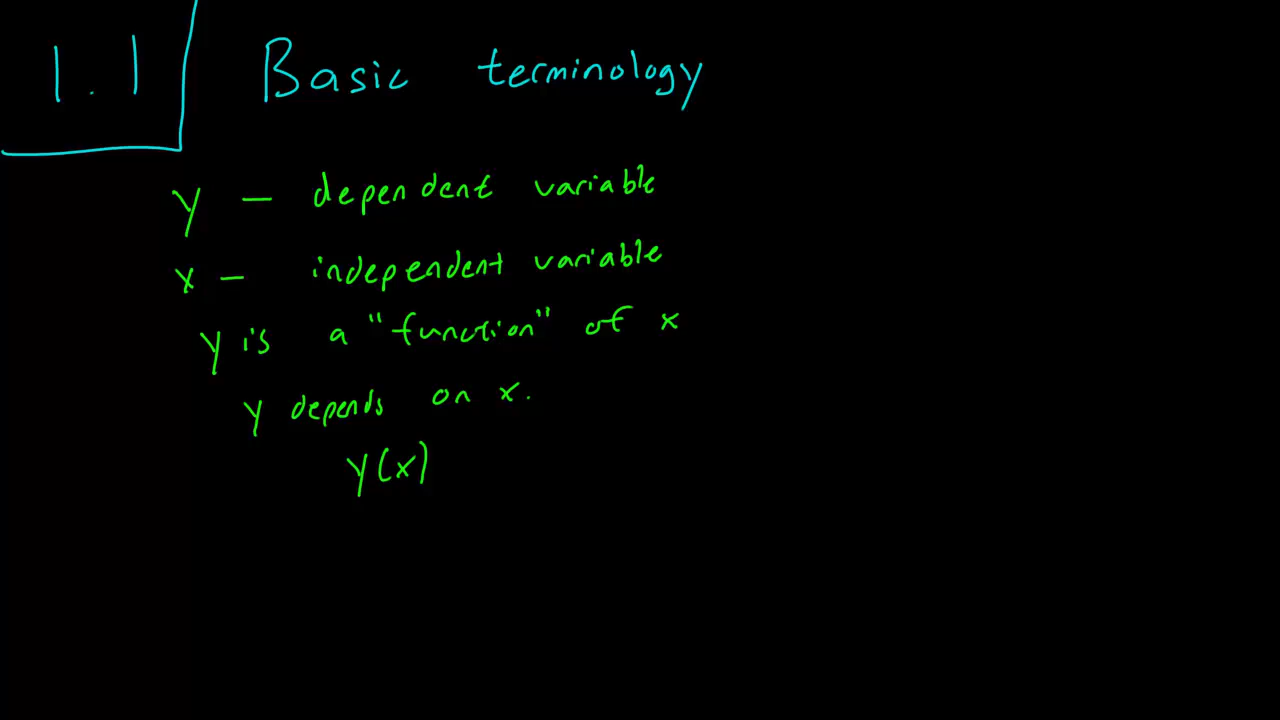 1.1 Basic terminology
y — dependent variable
x — independent variable
y is a "function" of x
y depends on x.
y(x)